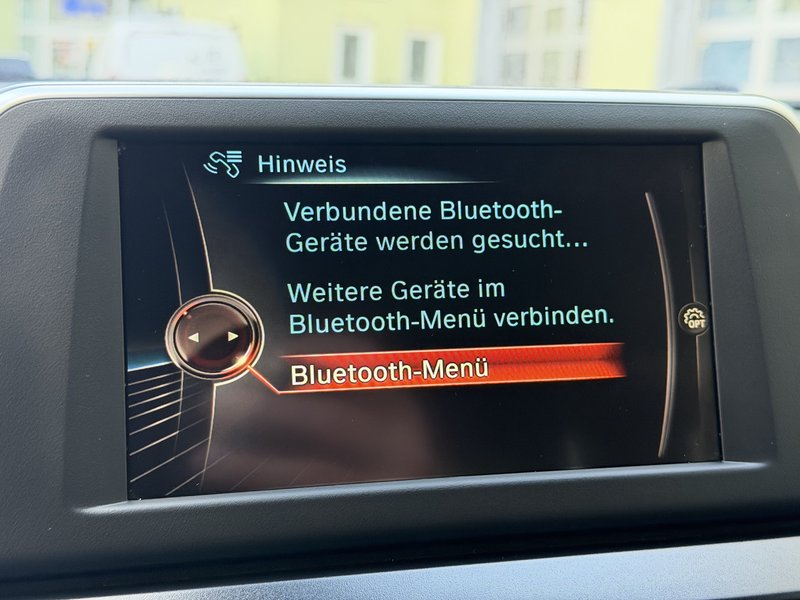 Hinweis
Verbundene Bluetooth-
Geräte werden gesucht...
Weitere Geräte im
Bluetooth-Menü verbinden.
OPT
Bluetooth-Menü